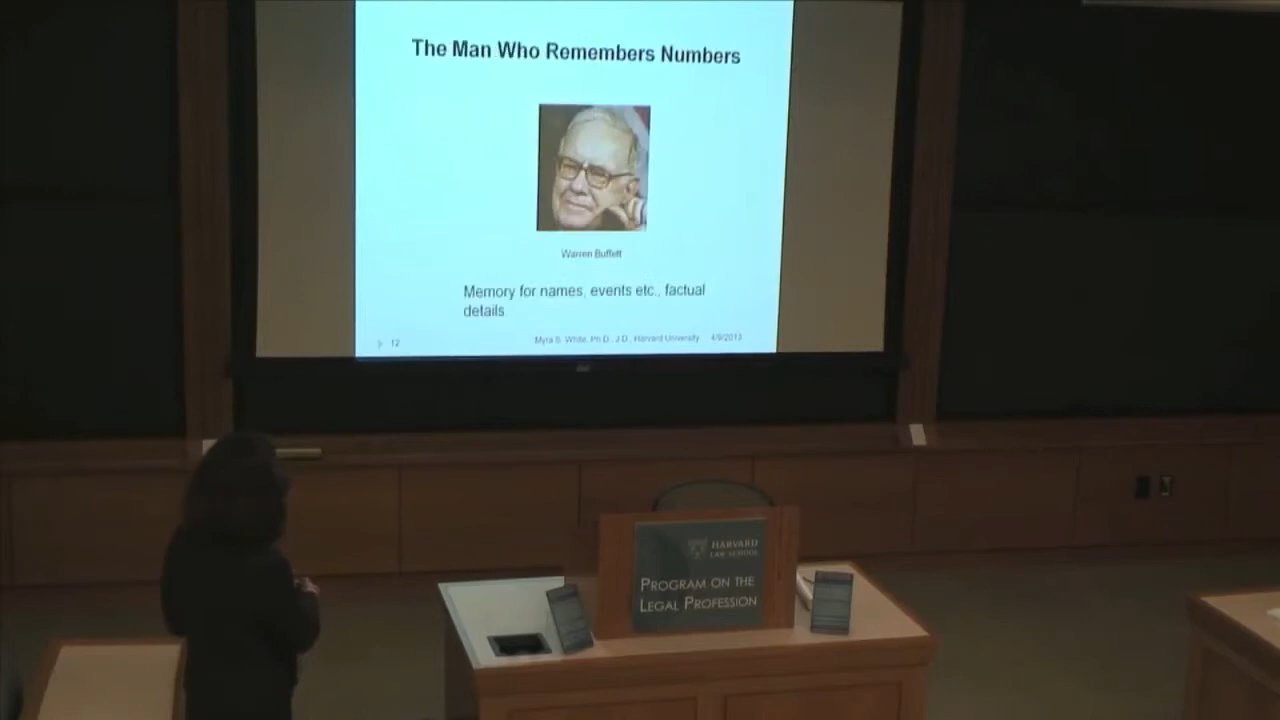 The Man Who Remembers Numbers
Warren Buffett
Memory for names, events etc., factual
details
12
Myra S. White, Ph.D., J.D., Harvard University 4/9/2013
HARVARD
LAW SCHOOL
PROGRAM ON THE
LEGAL PROFESSION